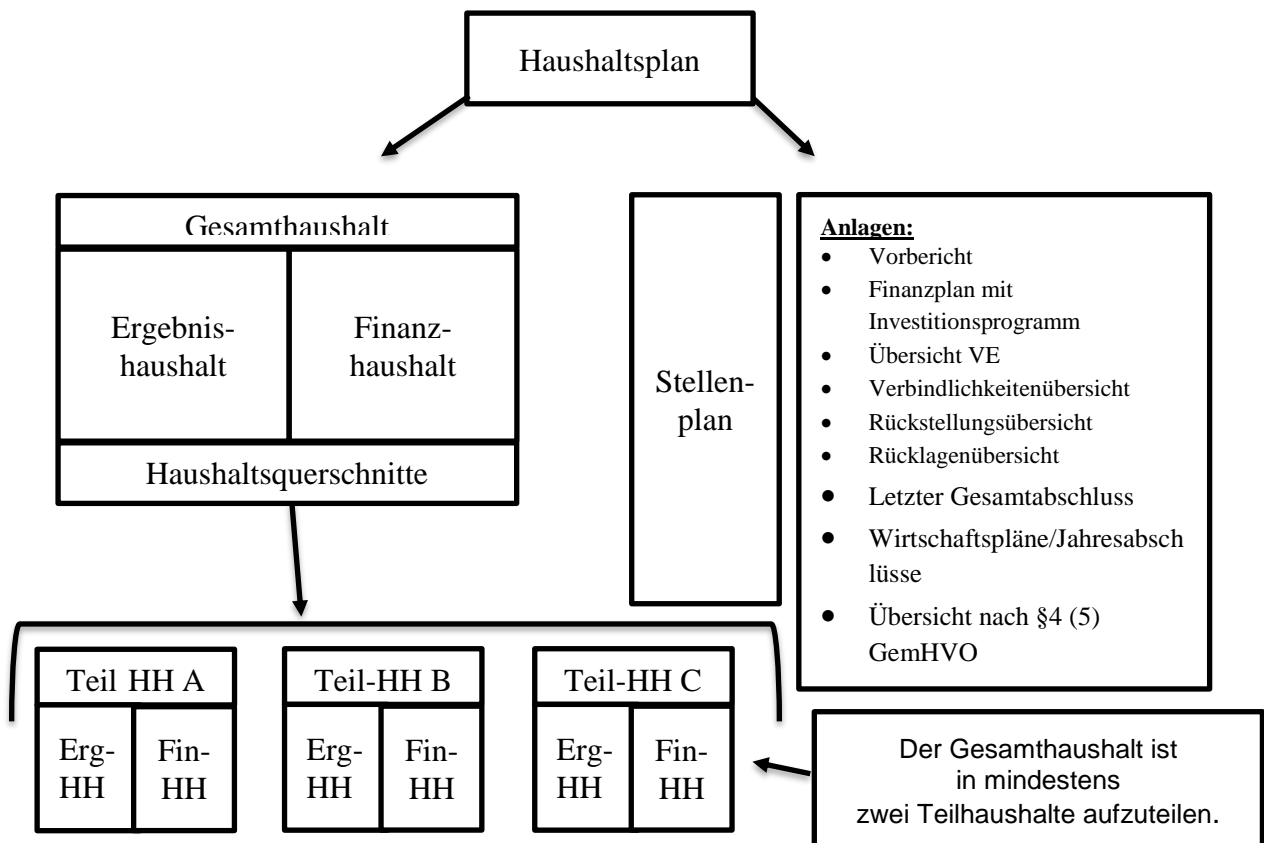 Haushaltsplan
Gesamthaushalt
Ergebnis-
haushalt
Finanz-
haushalt
Haushaltsquerschnitte
Stellen-
plan
Anlagen:
• Vorbericht
• Finanzplan mit
Investitionsprogramm
• Übersicht VE
• Verbindlichkeitenübersicht
• Rückstellungsübersicht
• Rücklagenübersicht
• Letzter Gesamtabschluss
• Wirtschaftspläne/Jahresabsch
lüsse
• Übersicht nach §4 (5)
GemHVO
Teil HH A
Erg-
HH
Fin-
HH
Teil-HH B
Erg-
HH
Fin-
HH
Teil-HH C
Erg-
HH
Fin-
HH
Der Gesamthaushalt ist
in mindestens
zwei Teilhaushalte aufzuteilen.